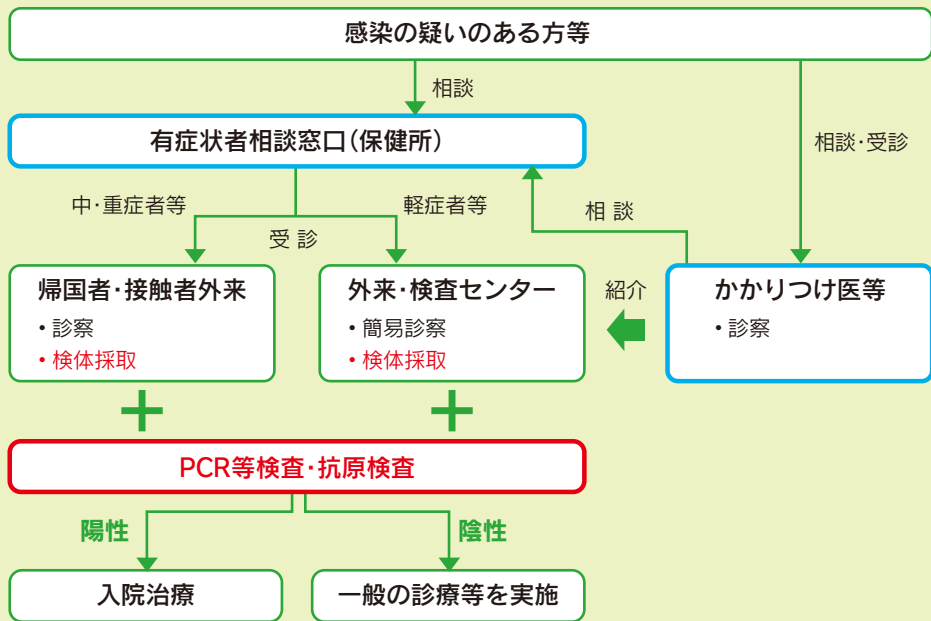 感染の疑いのある方等
相談
有症状者相談窓口（保健所）
相談・受診
中・重症者等
軽症者等
相 談
受 診
帰国者・接触者外来
・診察
・検体採取
外来・検査センター
・簡易診察
・検体採取
紹介
かかりつけ医等
・診察
PCR等検査・抗原検査
陽性
陰性
入院治療
一般の診療等を実施